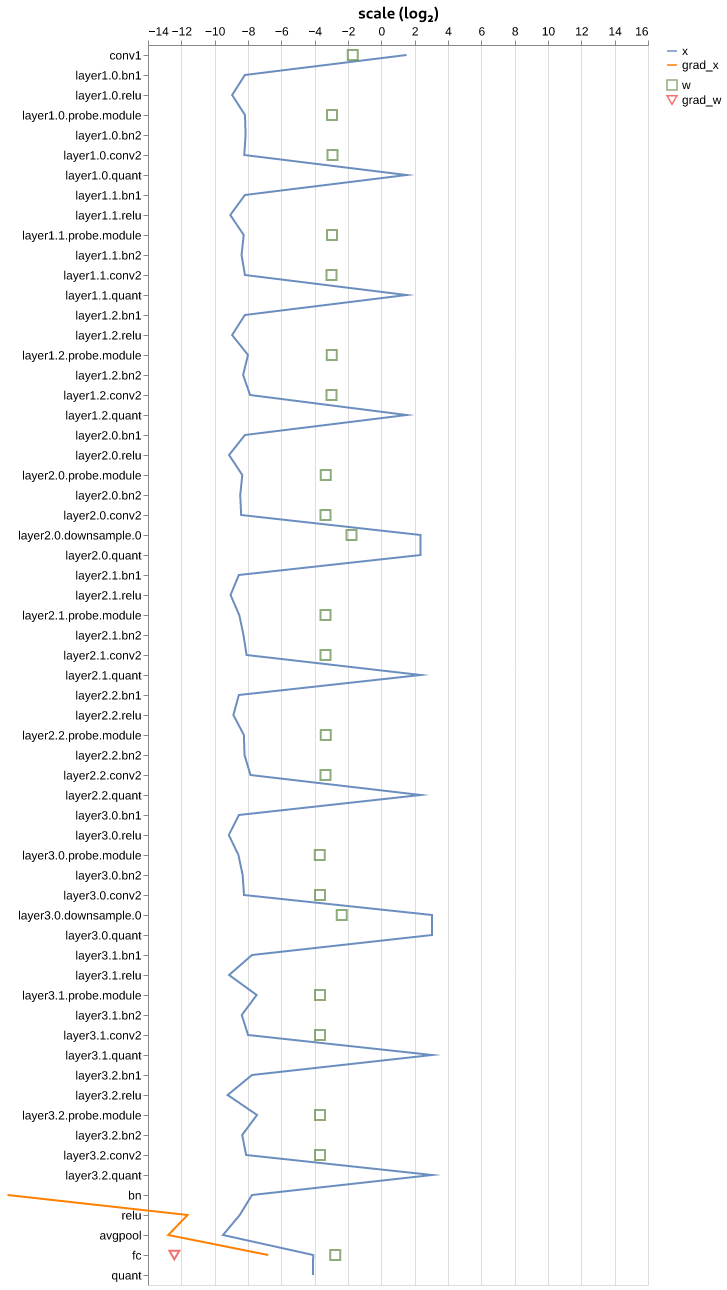 scale (log2)
−14 −12 −10 −8 −6 −4 −2 0 2 4 6 8 10 12 14 16
x
grad_x
w
grad_w
conv1
layer1.0.bn1
layer1.0.relu
layer1.0.probe.module
layer1.0.bn2
layer1.0.conv2
layer1.0.quant
layer1.1.bn1
layer1.1.relu
layer1.1.probe.module
layer1.1.bn2
layer1.1.conv2
layer1.1.quant
layer1.2.bn1
layer1.2.relu
layer1.2.probe.module
layer1.2.bn2
layer1.2.conv2
layer1.2.quant
layer2.0.bn1
layer2.0.relu
layer2.0.probe.module
layer2.0.bn2
layer2.0.conv2
layer2.0.downsample.0
layer2.0.quant
layer2.1.bn1
layer2.1.relu
layer2.1.probe.module
layer2.1.bn2
layer2.1.conv2
layer2.1.quant
layer2.2.bn1
layer2.2.relu
layer2.2.probe.module
layer2.2.bn2
layer2.2.conv2
layer2.2.quant
layer3.0.bn1
layer3.0.relu
layer3.0.probe.module
layer3.0.bn2
layer3.0.conv2
layer3.0.downsample.0
layer3.0.quant
layer3.1.bn1
layer3.1.relu
layer3.1.probe.module
layer3.1.bn2
layer3.1.conv2
layer3.1.quant
layer3.2.bn1
layer3.2.relu
layer3.2.probe.module
layer3.2.bn2
layer3.2.conv2
layer3.2.quant
bn
relu
avgpool
fc
quant